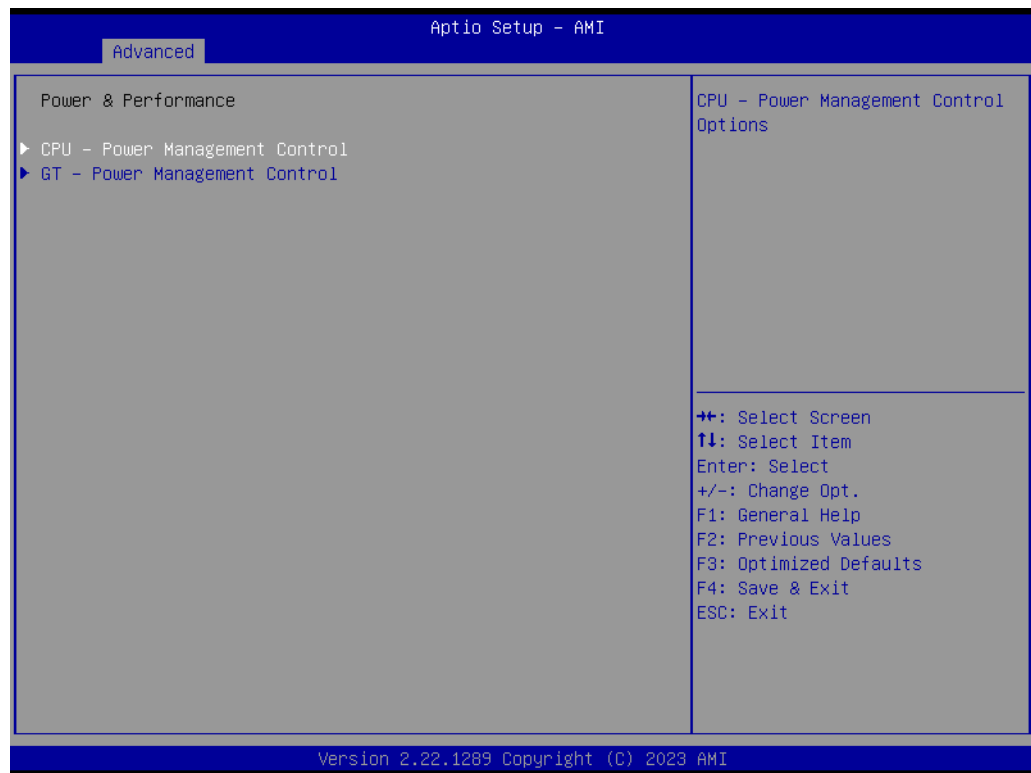 Aptio Setup – AMI
Advanced
Power & Performance
▶ CPU – Power Management Control
▶ GT – Power Management Control
CPU – Power Management Control
Options
→←: Select Screen
↑↓: Select Item
Enter: Select
+/-: Change Opt.
F1: General Help
F2: Previous Values
F3: Optimized Defaults
F4: Save & Exit
ESC: Exit
Version 2.22.1289 Copyright (C) 2023 AMI